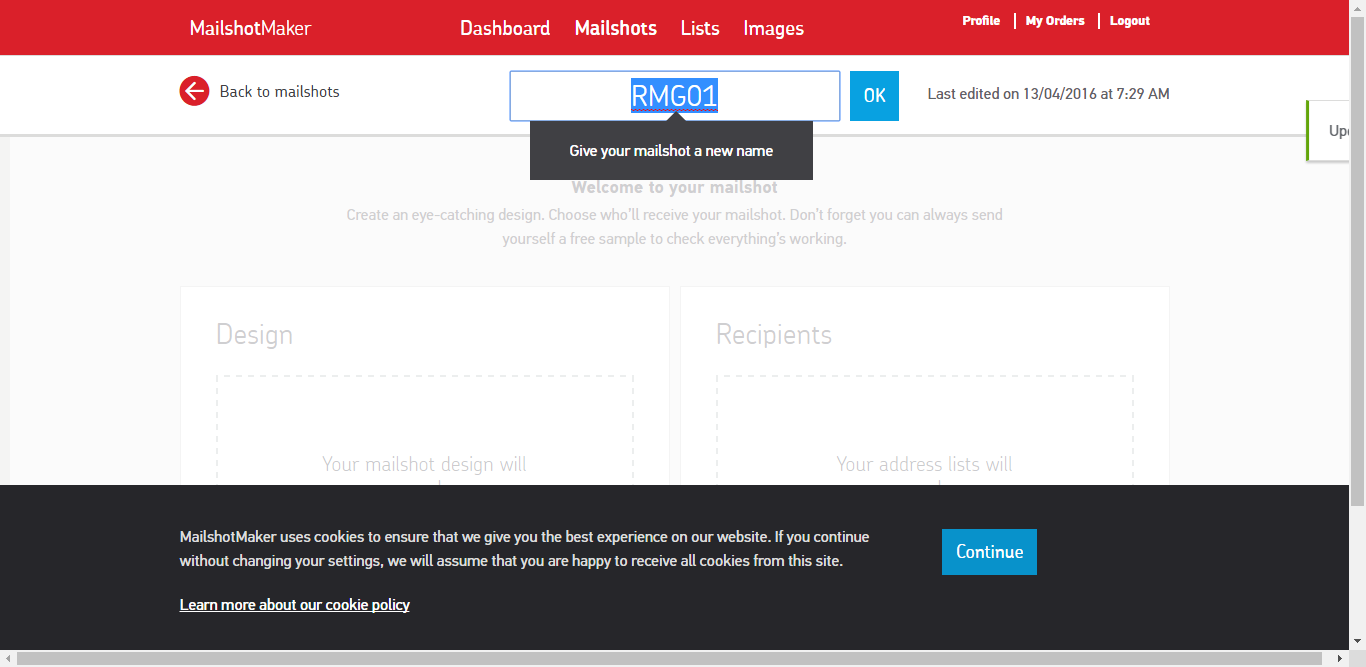 MailshotMaker Dashboard Mailshots Lists Images Profile My Orders Logout
Back to mailshots RMG01 OK Last edited on 13/04/2016 at 7:29 AM
Give your mailshot a new name
Welcome to your mailshot
Create an eye-catching design. Choose who'll receive your mailshot. Don't forget you can always send
yourself a free sample to check everything's working.
Design Recipients
Your mailshot design will Your address lists will
MailshotMaker uses cookies to ensure that we give you the best experience on our website. If you continue
without changing your settings, we will assume that you are happy to receive all cookies from this site.
Continue
Learn more about our cookie policy